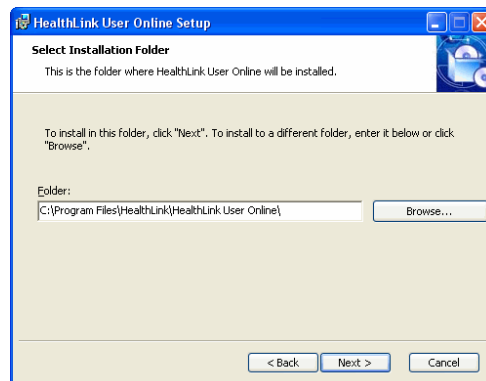 HealthLink User Online Setup
Select Installation Folder
This is the folder where HealthLink User Online will be installed.
To install in this folder, click "Next". To install to a different folder, enter it below or click
"Browse".
Folder:
C:\Program Files\HealthLink\HealthLink User Online\
Browse...
< Back
Next >
Cancel